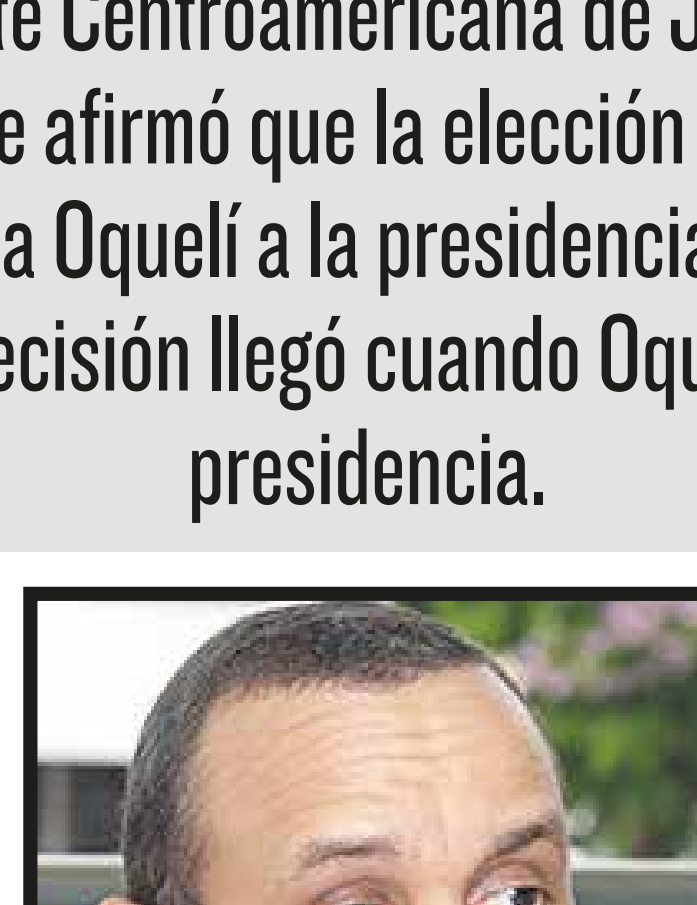 te Centroamericana de J
e afirmó que la elección
a Oquelí a la presidencia
ecisión llegó cuando Oqu
presidencia.